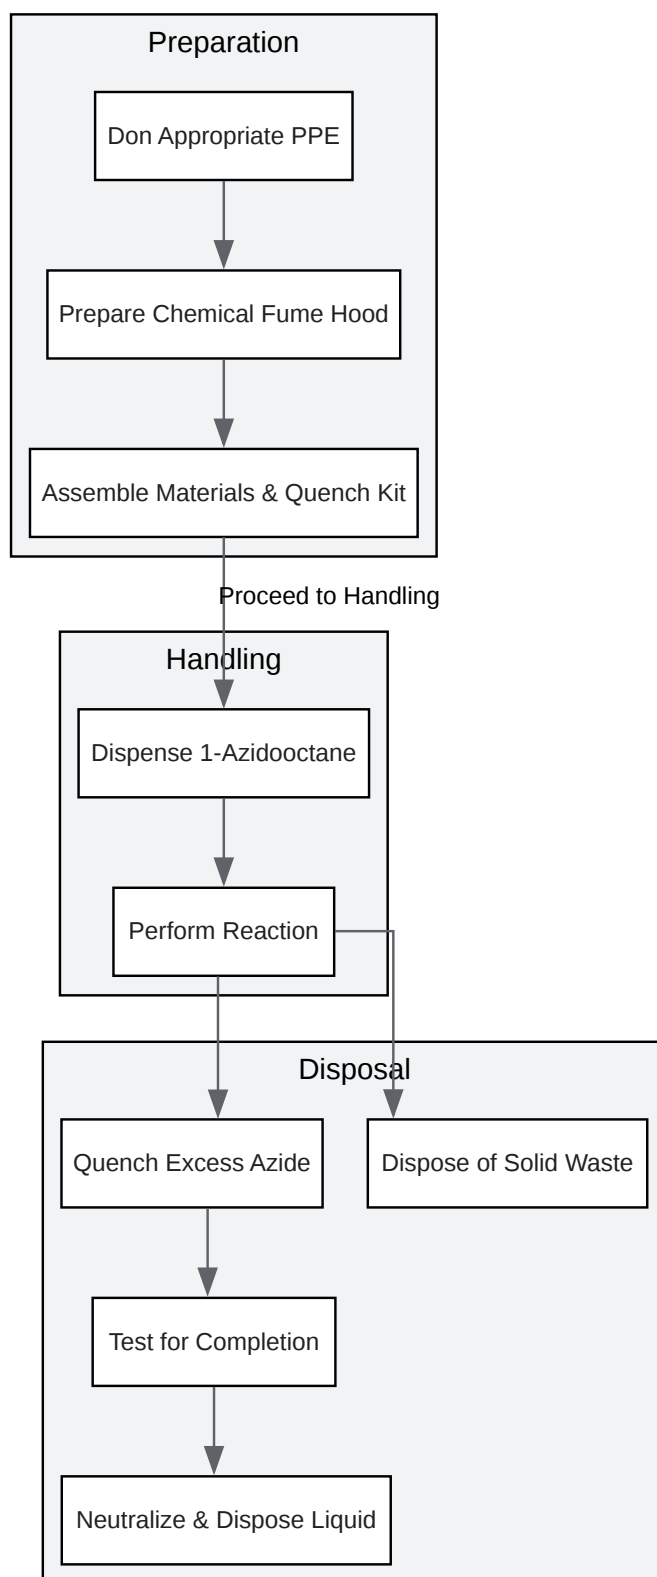 Preparation
Don Appropriate PPE
Prepare Chemical Fume Hood
Assemble Materials & Quench Kit
Proceed to Handling
Handling
Dispense 1-Azidooctane
Perform Reaction
Disposal
Quench Excess Azide
Dispose of Solid Waste
Test for Completion
Neutralize & Dispose Liquid